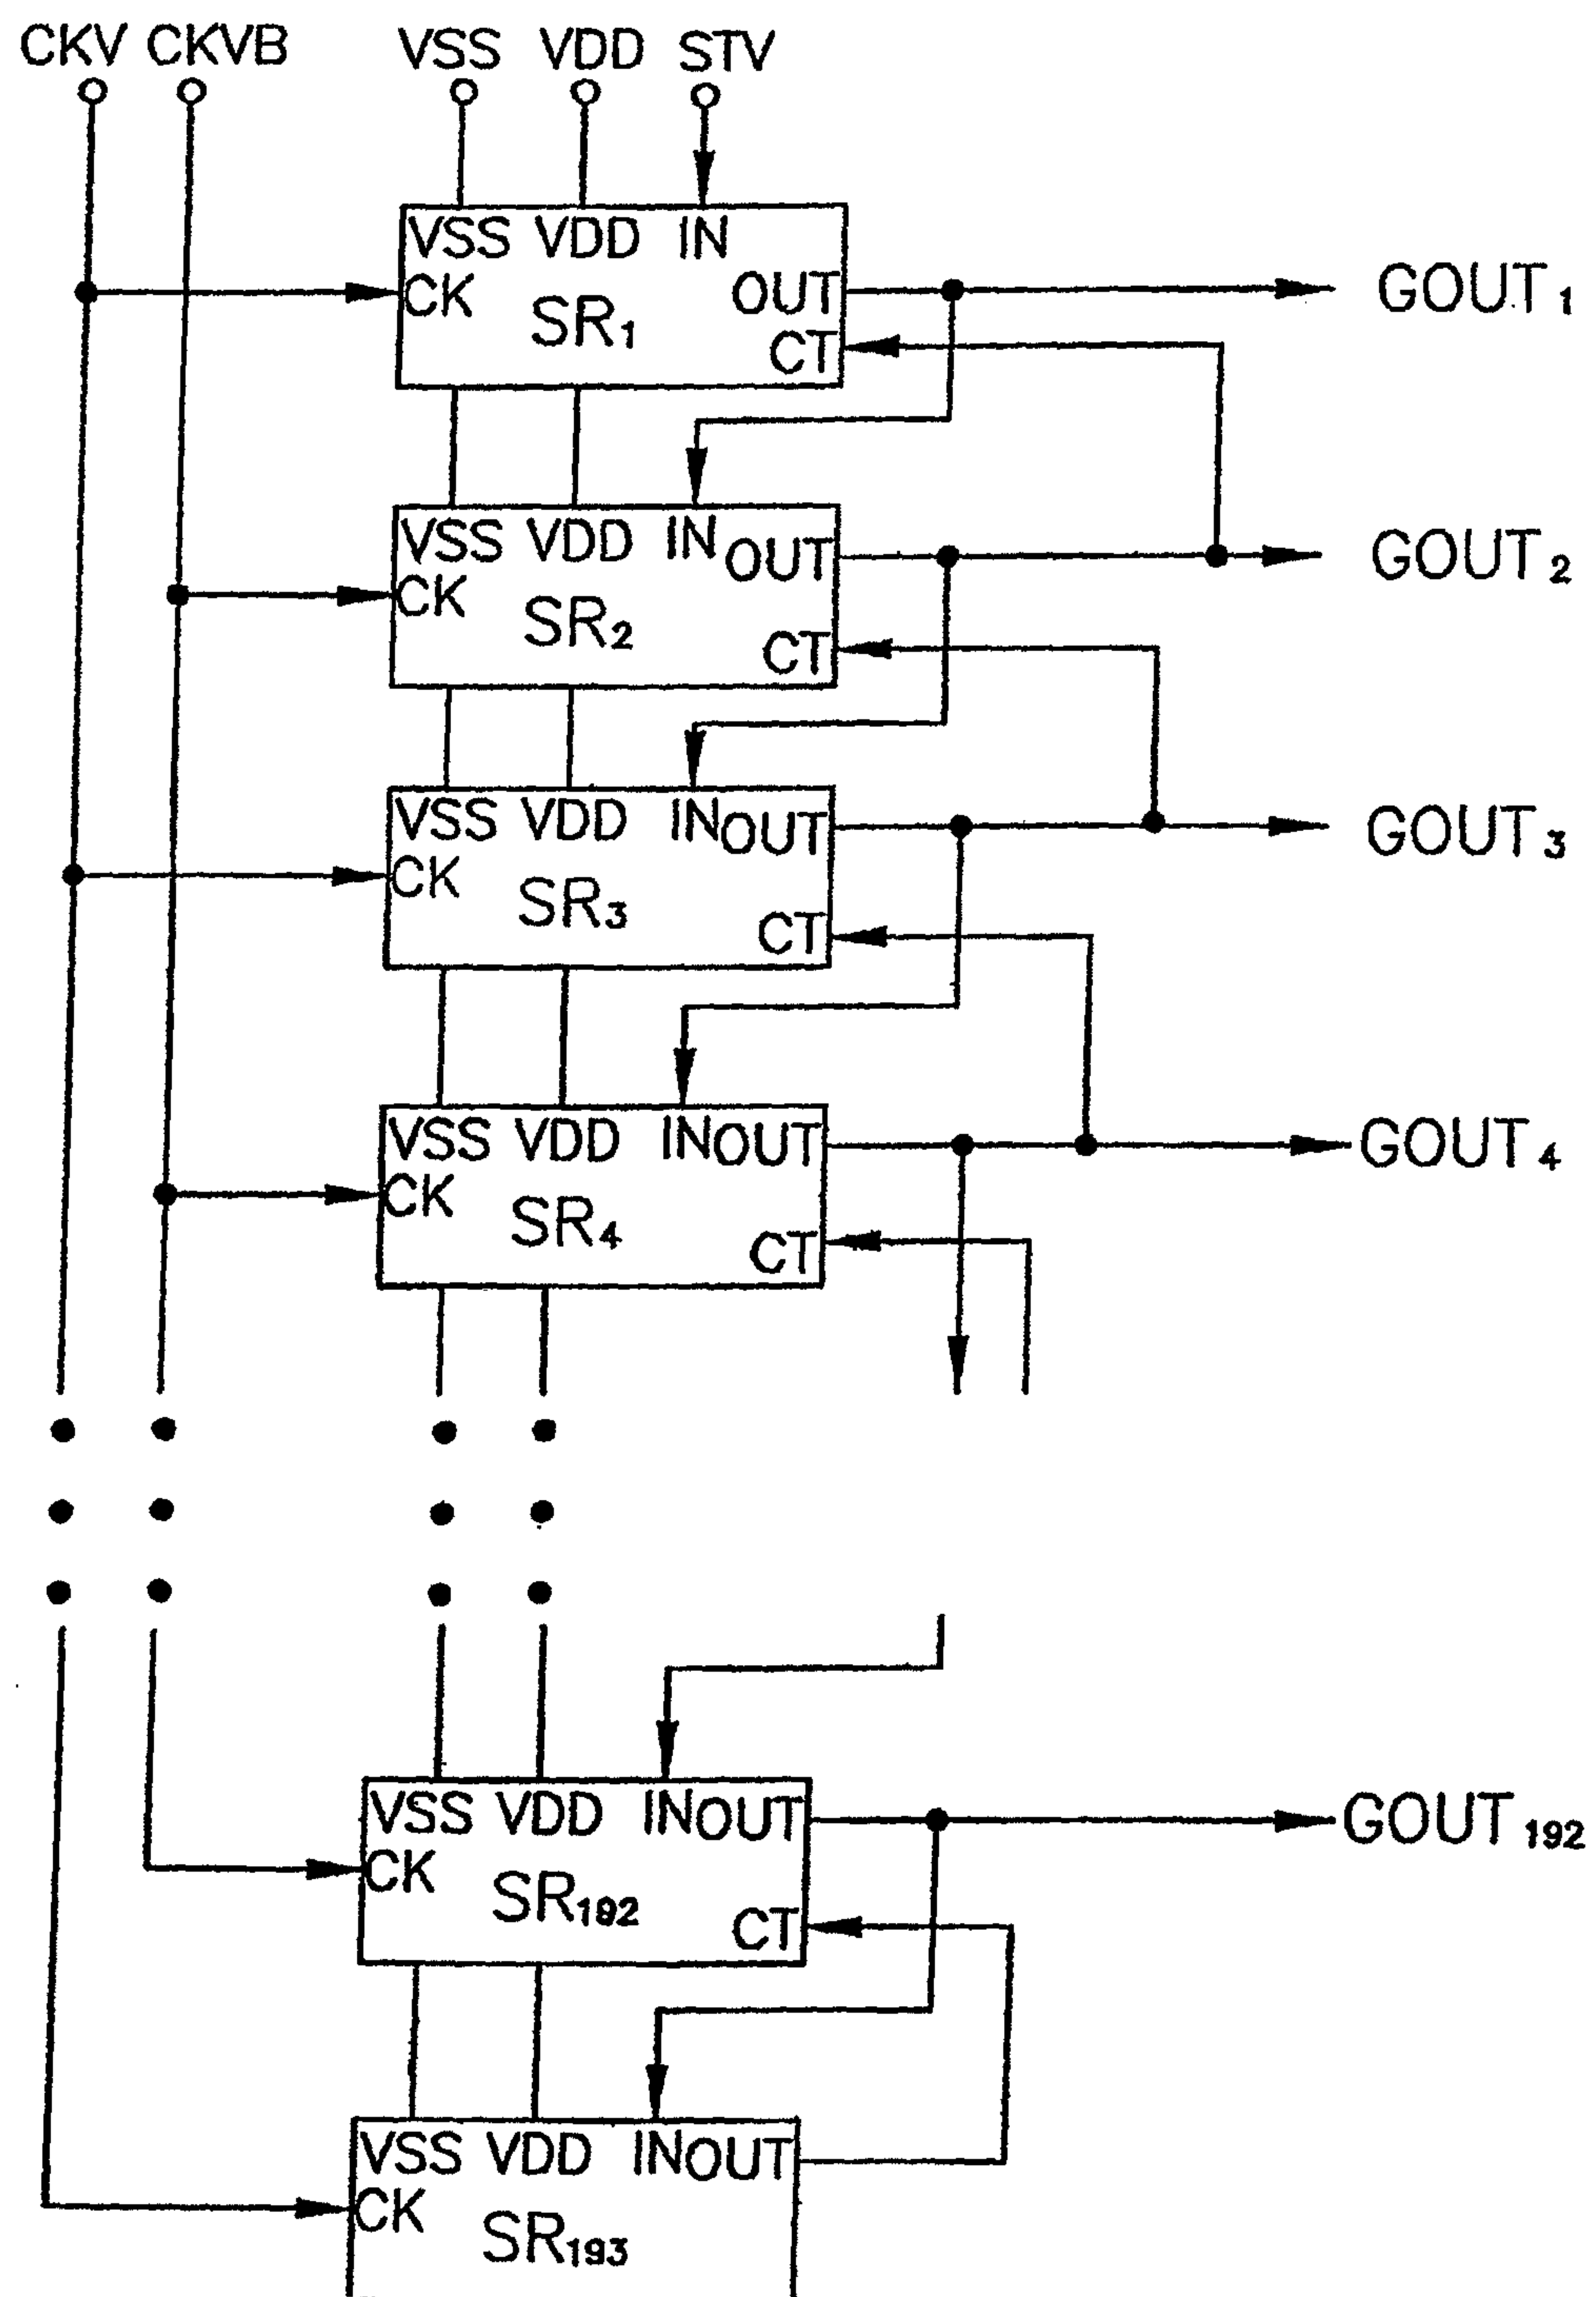 CKV CKVB VSS VDD STV
VSS VDD IN
CK OUT GOUT₁
SR₁
CT
VSS VDD IN OUT GOUT₂
CK
SR₂
CT
VSS VDD IN OUT GOUT₃
CK
SR₃
CT
VSS VDD IN OUT GOUT₄
CK
SR₄
CT
VSS VDD IN OUT GOUT₁₉₂
CK
SR₁₉₂
CT
VSS VDD IN OUT
CK
SR₁₉₃